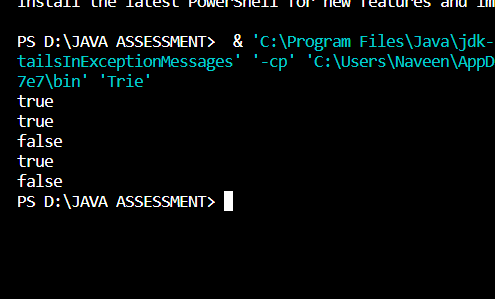 install the latest PowerShell for new features and im
PS D:\JAVA ASSESSMENT>  & 'C:\Program Files\Java\jdk-
tailsInExceptionMessages' '-cp' 'C:\Users\Naveen\AppD
7e7\bin' 'Trie'
true
true
false
true
false
PS D:\JAVA ASSESSMENT>